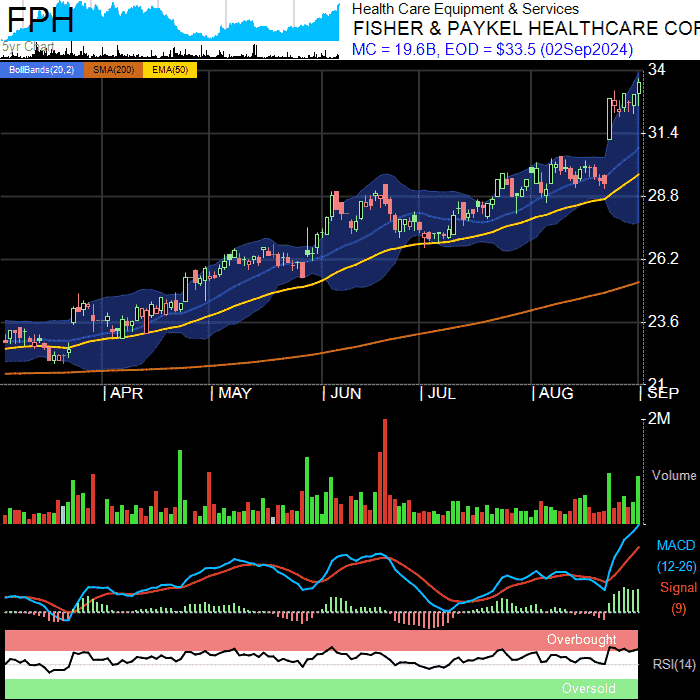 FPH
5yr Chart
Health Care Equipment & Services
FISHER & PAYKEL HEALTHCARE COR
MC = 19.6B, EOD = $33.5 (02Sep2024)
BollBands(20,2) SMA(200) EMA(50)
34
31.4
28.8
26.2
23.6
21
APR MAY JUN JUL AUG SEP
2M
Volume
MACD
(12-26)
Signal
(9)
Overbought
RSI(14)
Oversold